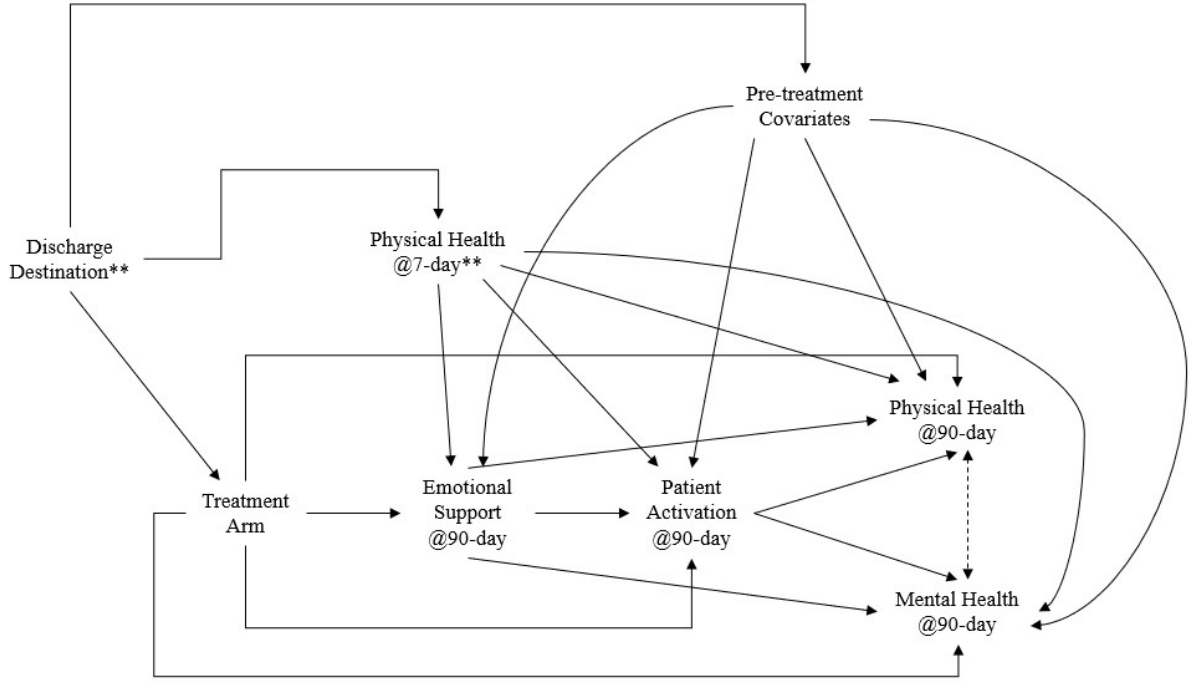 Pre-treatment
Covariates
Discharge
Destination**
Physical Health
@7-day**
Physical Health
@90-day
Treatment
Arm
Emotional
Support
@90-day
Patient
Activation
@90-day
Mental Health
@90-day